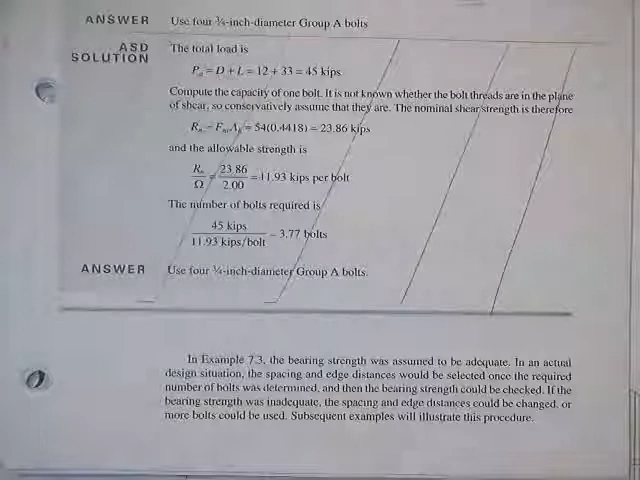 ANSWER Use four ¾-inch-diameter Group A bolts
ASD SOLUTION The total load is
Pₐ = D + L = 12 + 33 = 45 kips
Compute the capacity of one bolt. It is not known whether the bolt threads are in the plane
of shear, so conservatively assume that they are. The nominal shear strength is therefore
Rₙ = Fₙᵥ A_b = 54(0.4418) = 23.86 kips
and the allowable strength is
Rₙ/Ω = 23.86/2.00 = 11.93 kips per bolt
The number of bolts required is
45 kips / 11.93 kips/bolt = 3.77 bolts
ANSWER Use four ¾-inch-diameter Group A bolts.
In Example 7.3, the bearing strength was assumed to be adequate. In an actual
design situation, the spacing and edge distances would be selected once the required
number of bolts was determined, and then the bearing strength could be checked. If the
bearing strength was inadequate, the spacing and edge distances could be changed, or
more bolts could be used. Subsequent examples will illustrate this procedure.